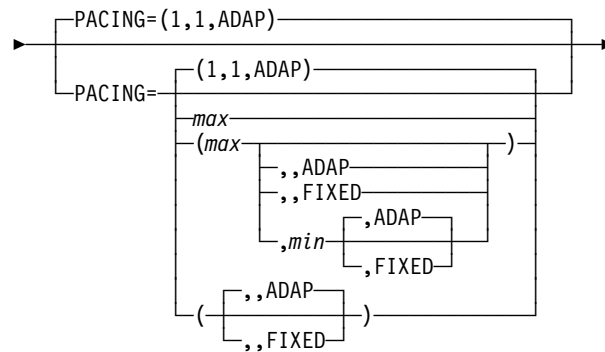 PACING=(1,1,ADAP)
PACING=
(1,1,ADAP)
max
(max )
,,ADAP
,,FIXED
,ADAP
,min
,FIXED
,,ADAP
( )
,,FIXED